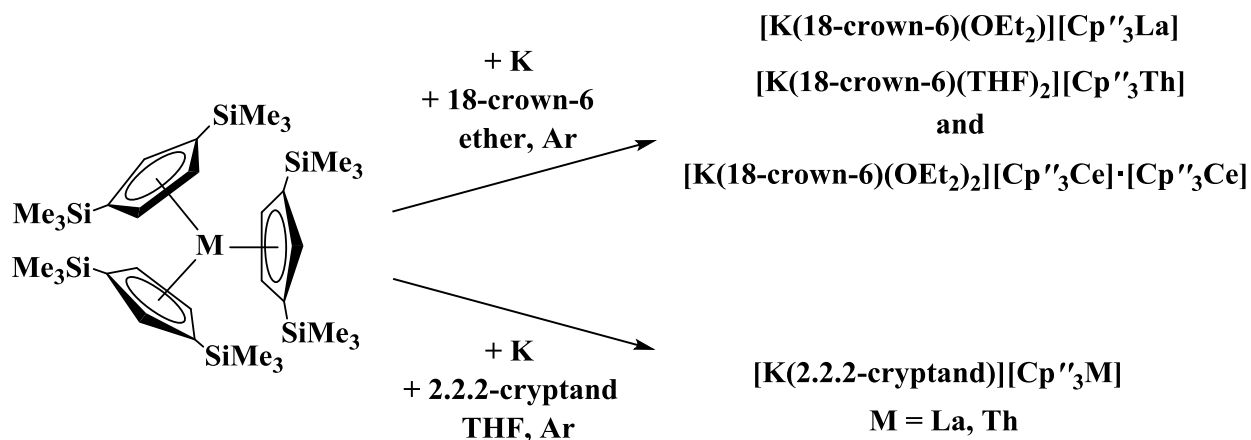 SiMe3
SiMe3
Me3Si
M
Me3Si
SiMe3
SiMe3
+ K
+ 18-crown-6
ether, Ar
[K(18-crown-6)(OEt2)][Cp″3La]
[K(18-crown-6)(THF)2][Cp″3Th]
and
[K(18-crown-6)(OEt2)2][Cp″3Ce]·[Cp″3Ce]
+ K
+ 2.2.2-cryptand
THF, Ar
[K(2.2.2-cryptand)][Cp″3M]
M = La, Th